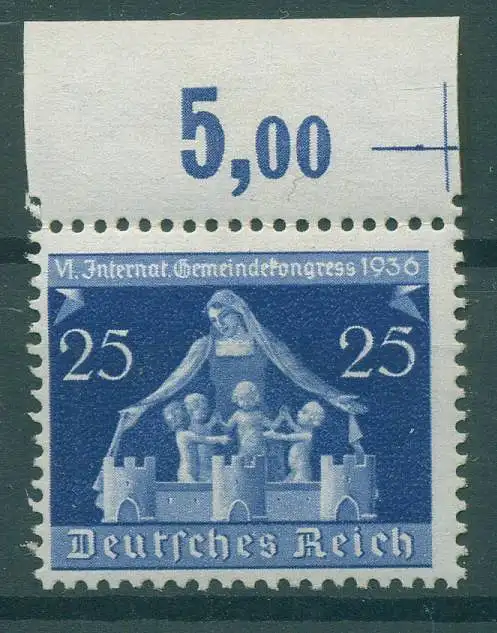 5,00
VI. Internat. Gemeindekongress 1936
25 25
Deutsches Reich